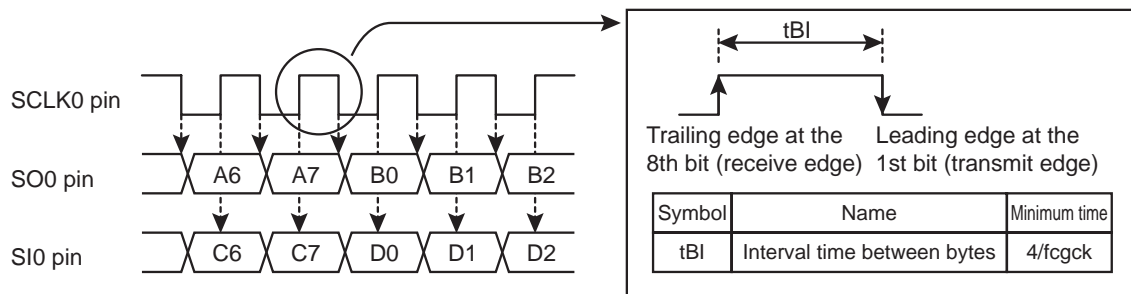 SCLK0 pin
SO0 pin
A6 A7 B0 B1 B2
SI0 pin
C6 C7 D0 D1 D2
tBI
Trailing edge at the
8th bit (receive edge)
Leading edge at the
1st bit (transmit edge)
Symbol Name Minimum time
tBI Interval time between bytes 4/fcgck